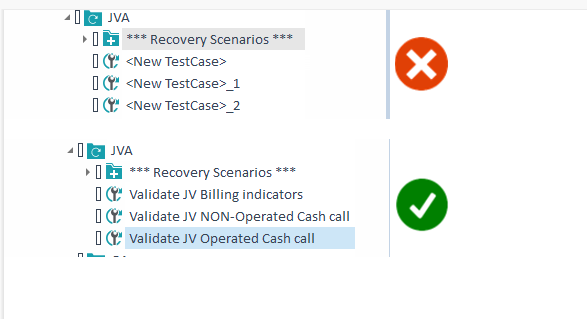 JVA
*** Recovery Scenarios ***
<New TestCase>
<New TestCase>_1
<New TestCase>_2
JVA
*** Recovery Scenarios ***
Validate JV Billing indicators
Validate JV NON-Operated Cash call
Validate JV Operated Cash call